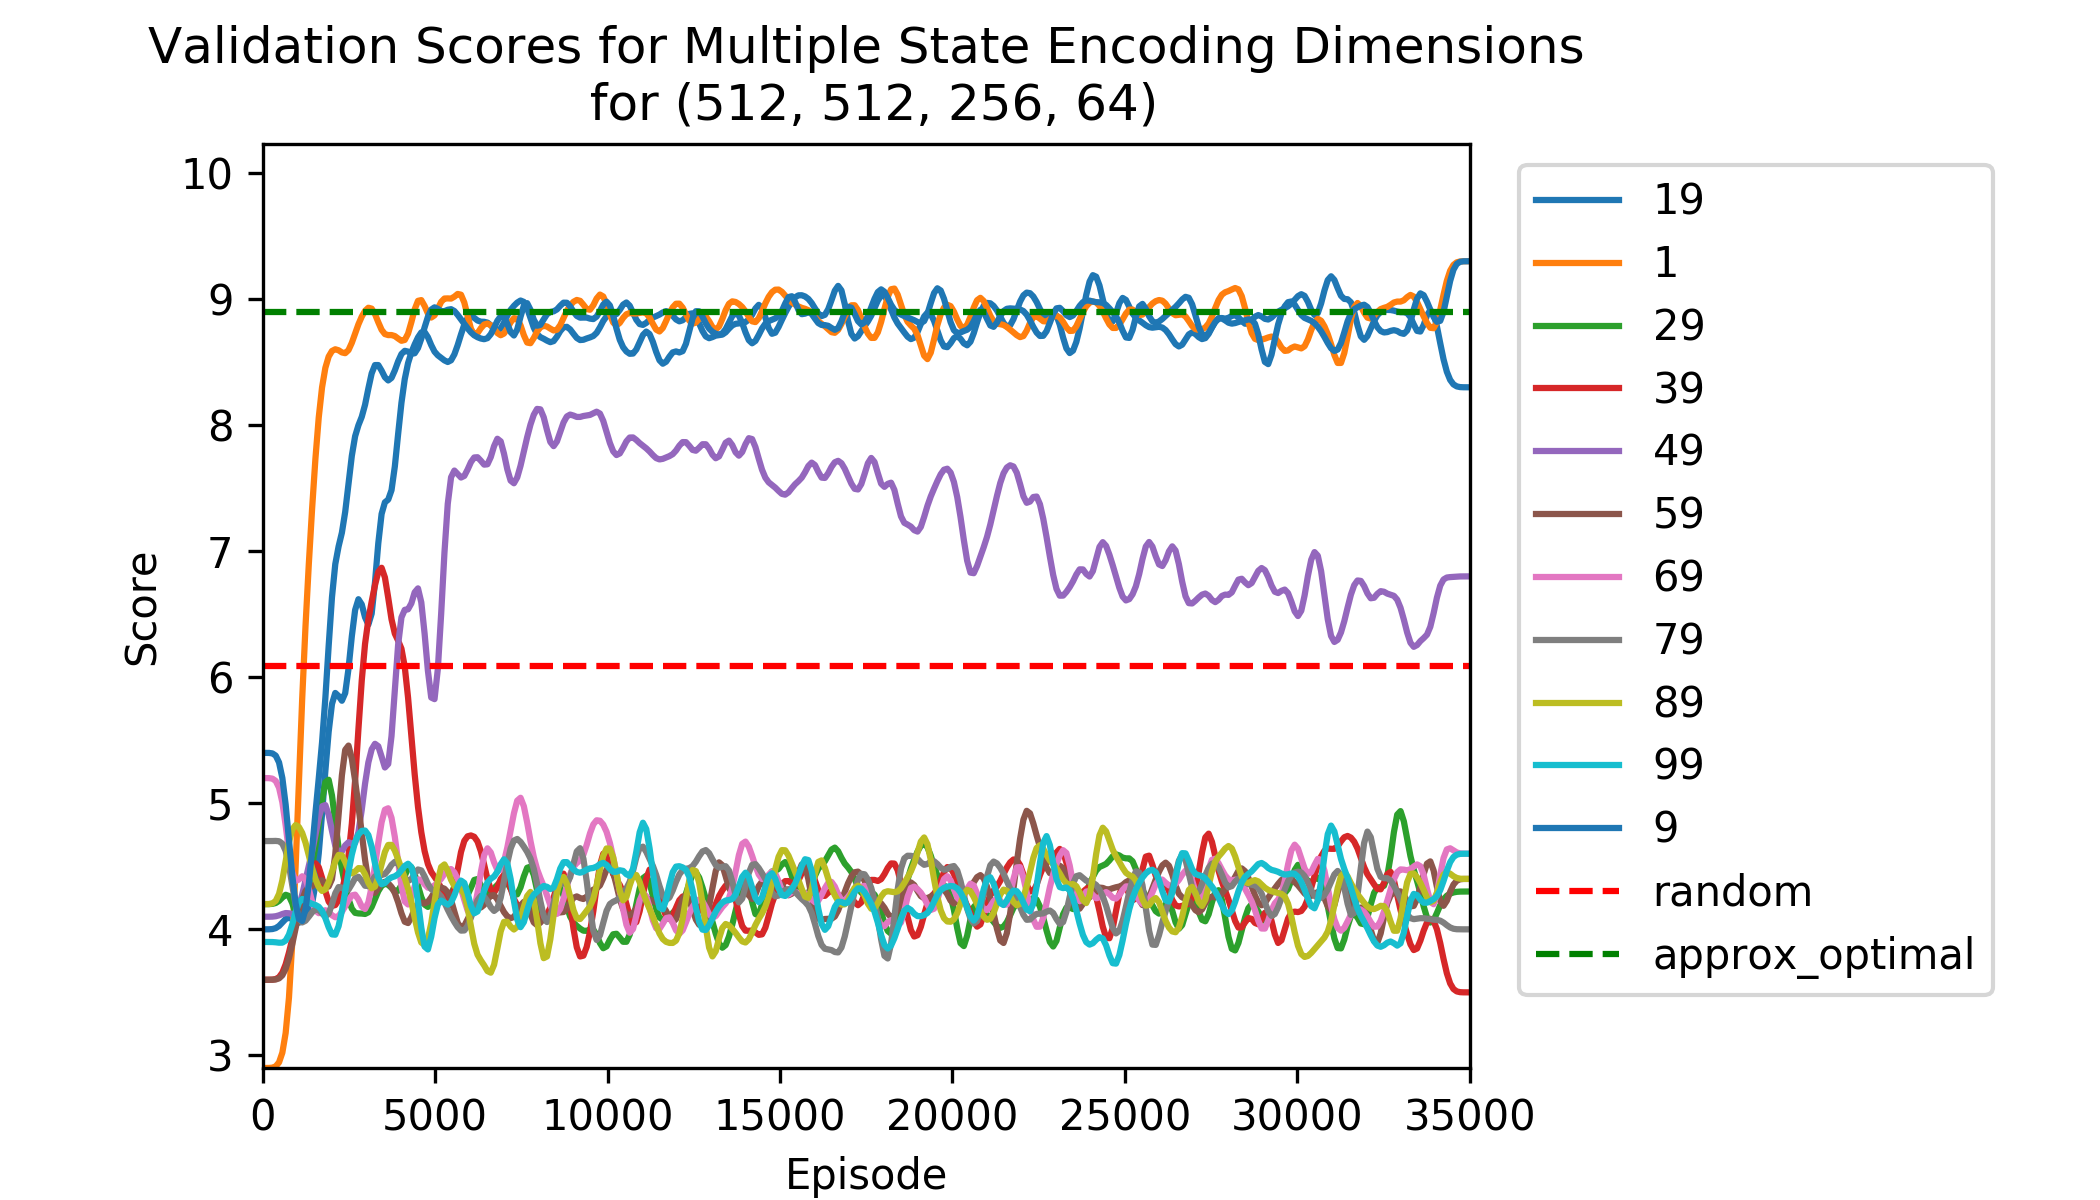 Validation Scores for Multiple State Encoding Dimensions
for (512, 512, 256, 64)
10
9
8
7
6
5
4
3
Score
0 5000 10000 15000 20000 25000 30000 35000
Episode
19
1
29
39
49
59
69
79
89
99
9
random
approx_optimal